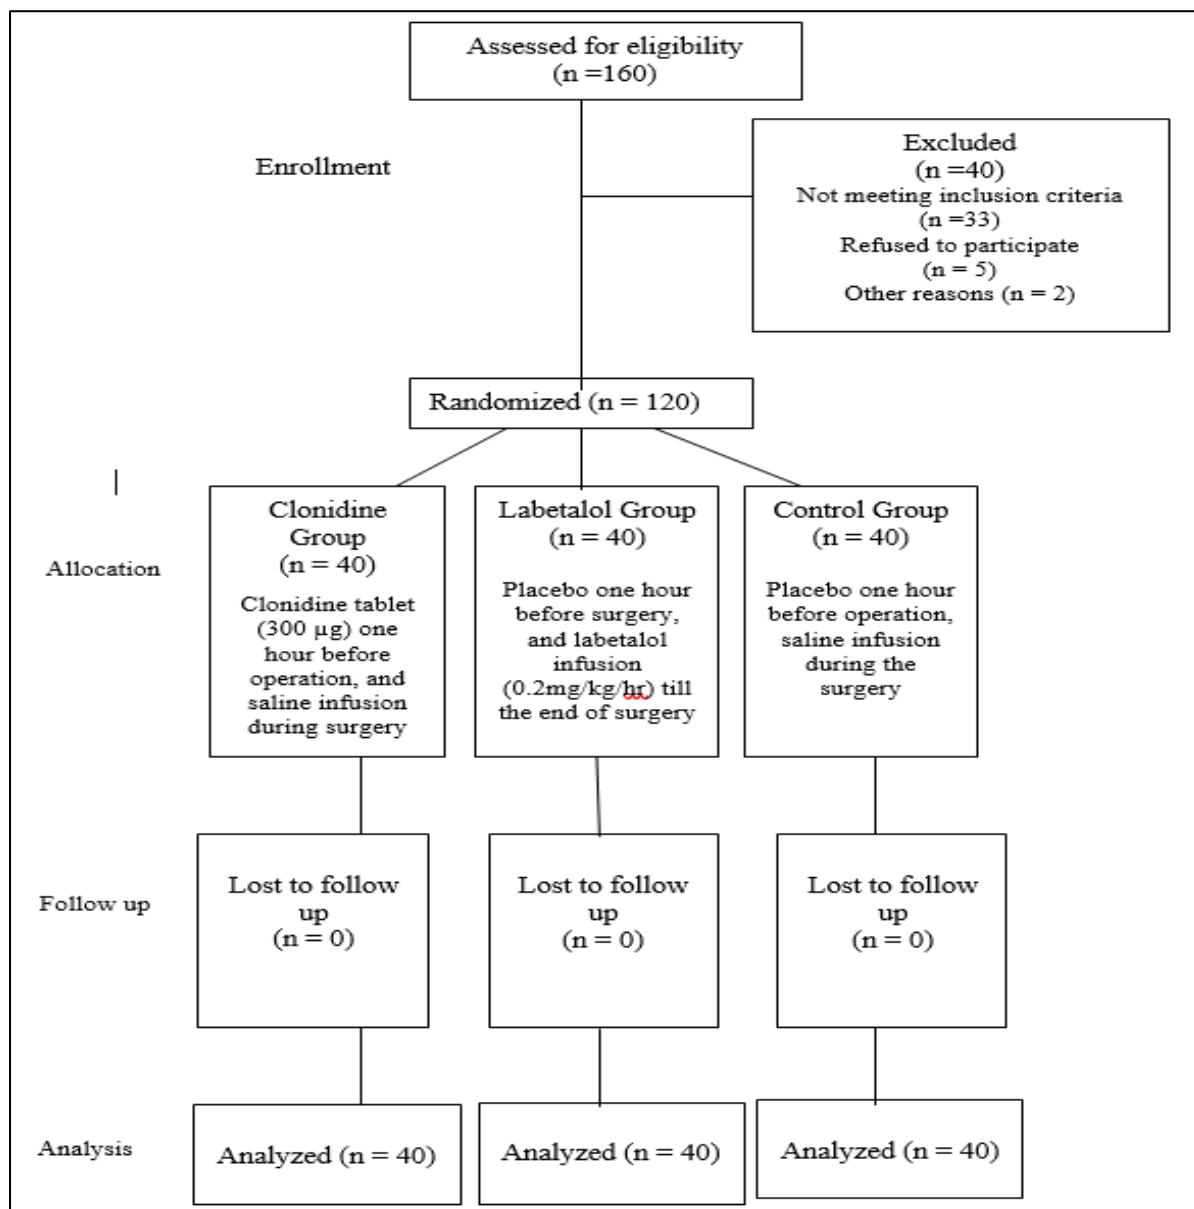 Assessed for eligibility
(n =160)
Enrollment
Excluded
(n =40)
Not meeting inclusion criteria
(n =33)
Refused to participate
(n = 5)
Other reasons (n = 2)
Randomized (n = 120)
Allocation
Clonidine
Group
(n = 40)
Clonidine tablet
(300 µg) one
hour before
operation, and
saline infusion
during surgery
Labetalol Group
(n = 40)
Placebo one hour
before surgery,
and labetalol
infusion
(0.2mg/kg/hr) till
the end of surgery
Control Group
(n = 40)
Placebo one hour
before operation,
saline infusion
during the
surgery
Follow up
Lost to follow
up
(n = 0)
Lost to follow
up
(n = 0)
Lost to follow
up
(n = 0)
Analysis
Analyzed (n = 40)
Analyzed (n = 40)
Analyzed (n = 40)